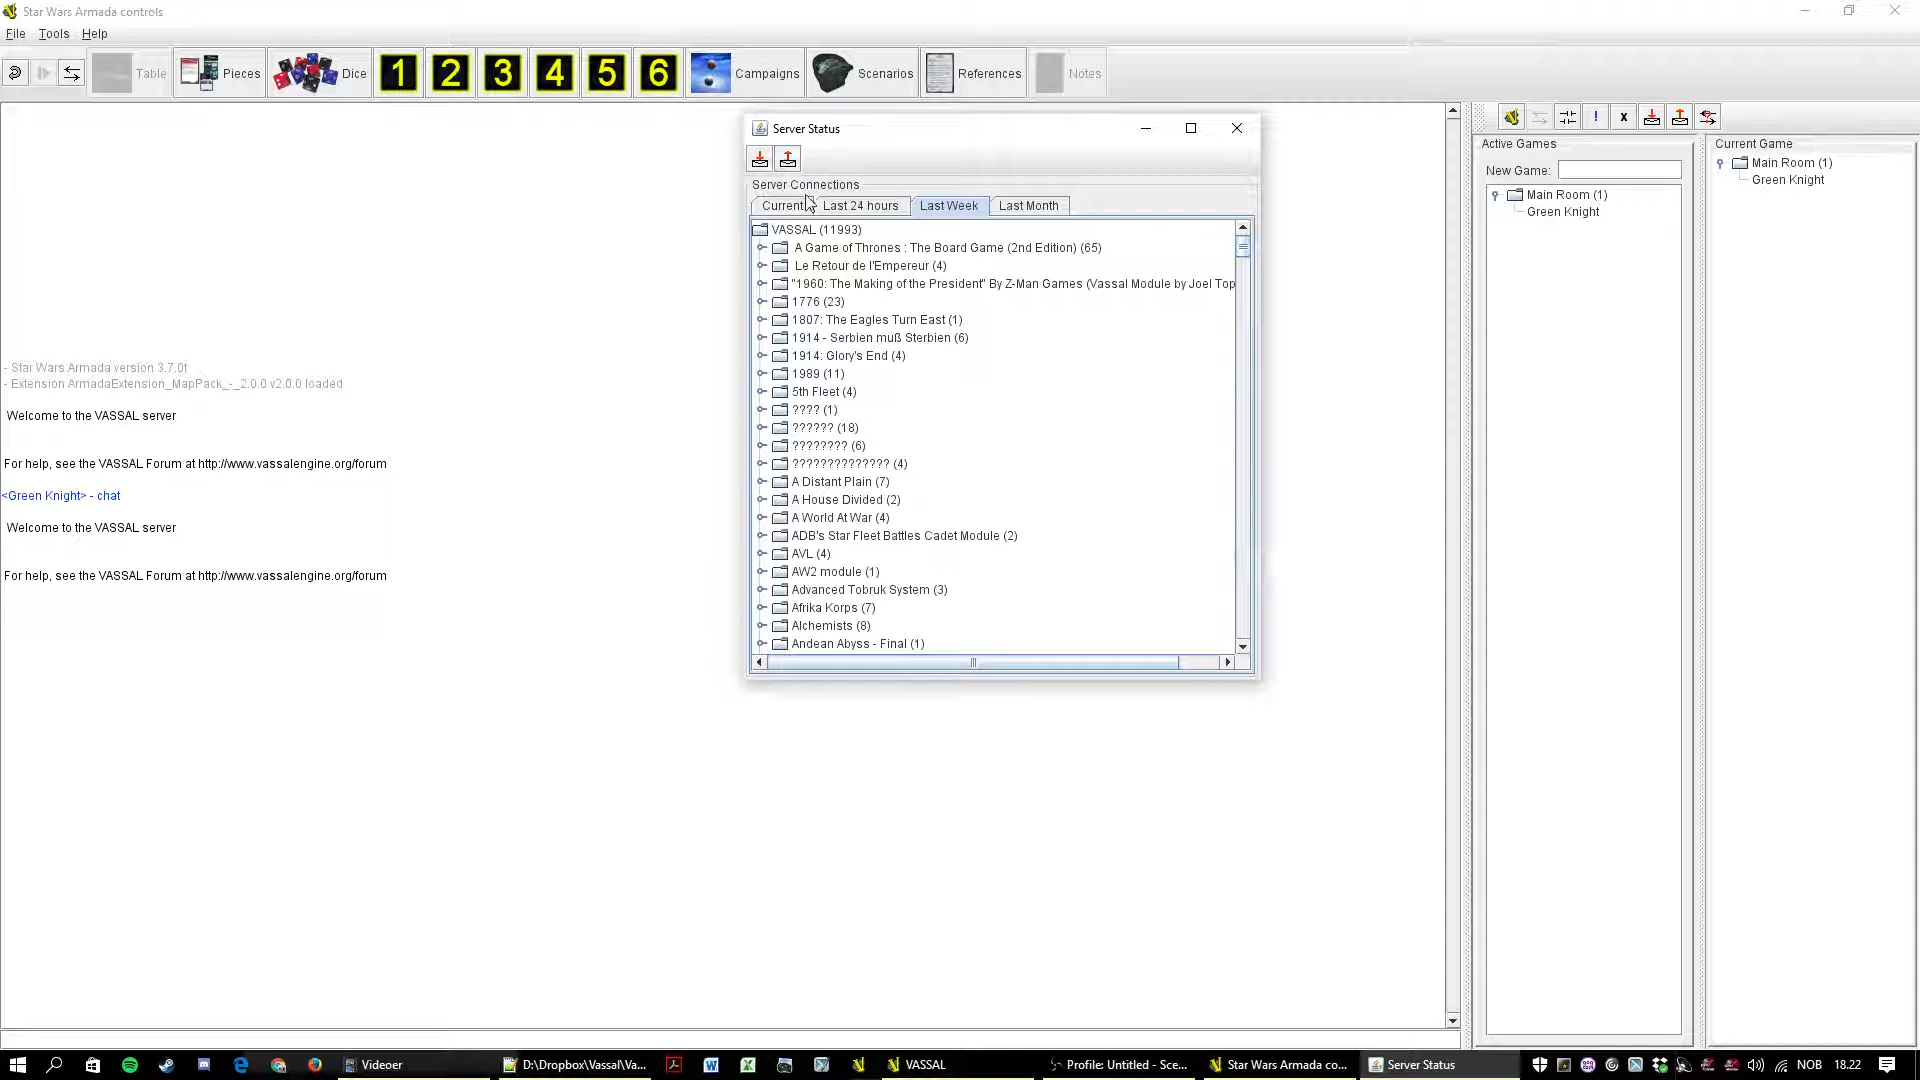 Star Wars Armada controls
File Tools Help
Table Pieces Dice 1 2 3 4 5 6 Campaigns Scenarios References Notes
Server Status
Server Connections
Current Last 24 hours Last Week Last Month
VASSAL (11993)
A Game of Thrones : The Board Game (2nd Edition) (65)
Le Retour de l'Empereur (4)
"1960: The Making of the President" By Z-Man Games (Vassal Module by Joel Top
1776 (23)
1807: The Eagles Turn East (1)
1914 - Serbien muß Sterbien (6)
1914: Glory's End (4)
1989 (11)
5th Fleet (4)
???? (1)
?????? (18)
???????? (6)
?????????????? (4)
A Distant Plain (7)
A House Divided (2)
A World At War (4)
ADB's Star Fleet Battles Cadet Module (2)
AVL (4)
AW2 module (1)
Advanced Tobruk System (3)
Afrika Korps (7)
Alchemists (8)
Andean Abyss - Final (1)
- Star Wars Armada version 3.7.0f
- Extension ArmadaExtension_MapPack_-_2.0.0 v2.0.0 loaded
Welcome to the VASSAL server
For help, see the VASSAL Forum at http://www.vassalengine.org/forum
<Green Knight> - chat
Welcome to the VASSAL server
For help, see the VASSAL Forum at http://www.vassalengine.org/forum
! x
Active Games
New Game:
Main Room (1)
Green Knight
Current Game
Main Room (1)
Green Knight
Videoer
D:\Dropbox\Vassal\Va...
VASSAL
Profile: Untitled - Sce...
Star Wars Armada co...
Server Status
NOB 18.22